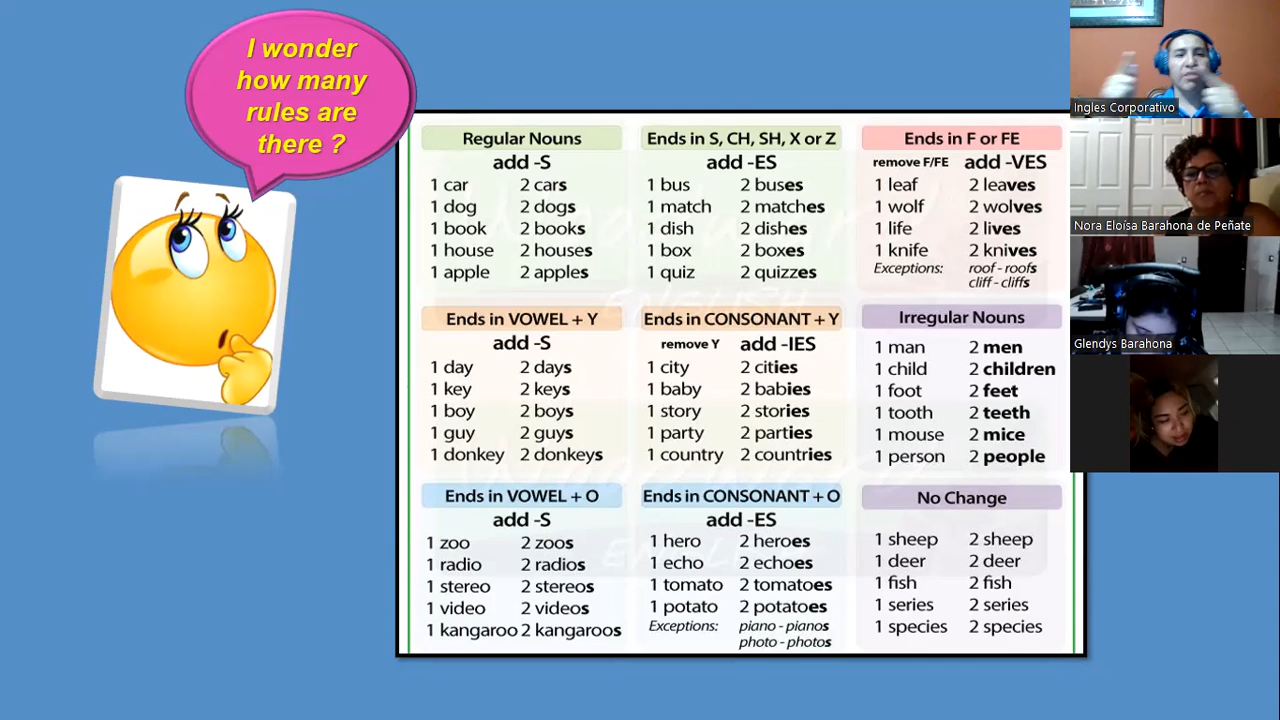 I wonder
how many
rules are
there ?
Regular Nouns
add -S
1 car 2 cars
1 dog 2 dogs
1 book 2 books
1 house 2 houses
1 apple 2 apples
Ends in S, CH, SH, X or Z
add -ES
1 bus 2 buses
1 match 2 matches
1 dish 2 dishes
1 box 2 boxes
1 quiz 2 quizzes
Ends in F or FE
remove F/FE add -VES
1 leaf 2 leaves
1 wolf 2 wolves
1 life 2 lives
1 knife 2 knives
Exceptions: roof - roofs
cliff - cliffs
Ends in VOWEL + Y
add -S
1 day 2 days
1 key 2 keys
1 boy 2 boys
1 guy 2 guys
1 donkey 2 donkeys
Ends in CONSONANT + Y
remove Y add -IES
1 city 2 cities
1 baby 2 babies
1 story 2 stories
1 party 2 parties
1 country 2 countries
Irregular Nouns
1 man 2 men
1 child 2 children
1 foot 2 feet
1 tooth 2 teeth
1 mouse 2 mice
1 person 2 people
Ends in VOWEL + O
add -S
1 zoo 2 zoos
1 radio 2 radios
1 stereo 2 stereos
1 video 2 videos
1 kangaroo 2 kangaroos
Ends in CONSONANT + O
add -ES
1 hero 2 heroes
1 echo 2 echoes
1 tomato 2 tomatoes
1 potato 2 potatoes
Exceptions: piano - pianos
photo - photos
No Change
1 sheep 2 sheep
1 deer 2 deer
1 fish 2 fish
1 series 2 series
1 species 2 species
Ingles Corporativo
Nora Eloísa Barahona de Peñate
Glendys Barahona